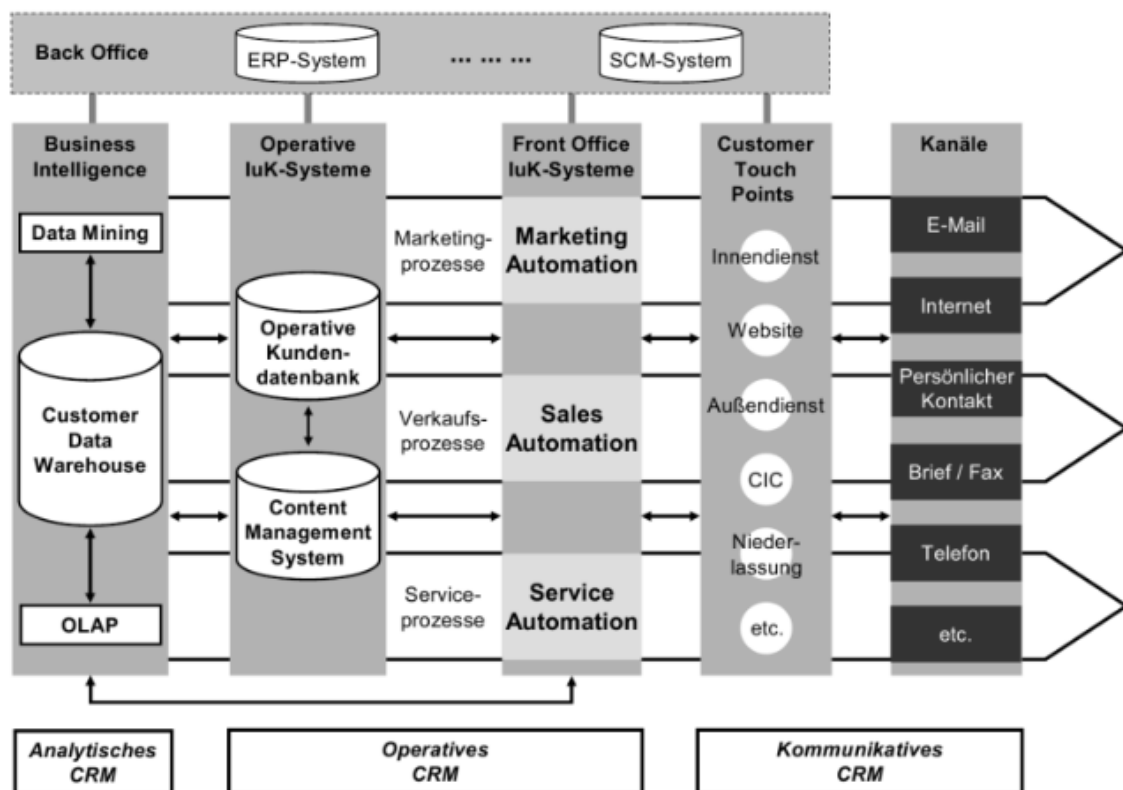 Back Office
ERP-System
... ... ...
SCM-System
Business
Intelligence
Data Mining
Customer
Data
Warehouse
OLAP
Operative
IuK-Systeme
Operative
Kunden-
datenbank
Content
Management
System
Marketing-
prozesse
Verkaufs-
prozesse
Service-
prozesse
Front Office
IuK-Systeme
Marketing
Automation
Sales
Automation
Service
Automation
Customer
Touch
Points
Innendienst
Website
Außendienst
CIC
Nieder-
lassung
etc.
Kanäle
E-Mail
Internet
Persönlicher
Kontakt
Brief / Fax
Telefon
etc.
Analytisches
CRM
Operatives
CRM
Kommunikatives
CRM